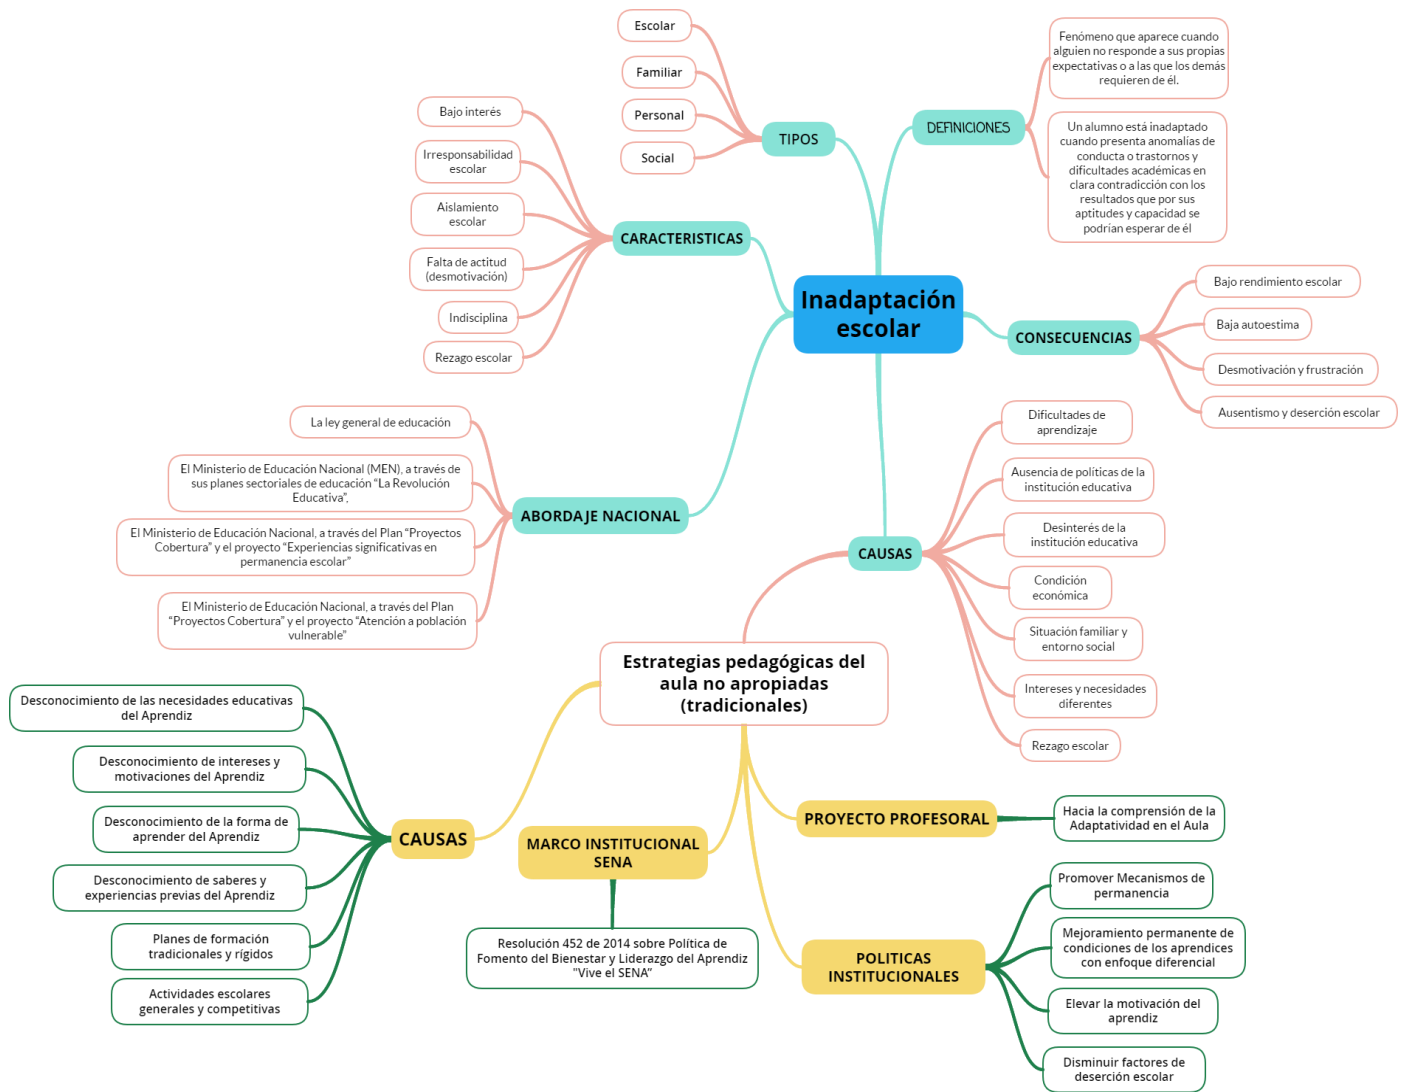 Inadaptación
escolar
TIPOS
Escolar
Familiar
Personal
Social
DEFINICIONES
Fenómeno que aparece cuando
alguien no responde a sus propias
expectativas o a las que los demás
requieren de él.
Un alumno está inadaptado
cuando presenta anomalías de
conducta o trastornos y
dificultades académicas en
clara contradicción con los
resultados que por sus
aptitudes y capacidad se
podrían esperar de él
CARACTERISTICAS
Bajo interés
Irresponsabilidad
escolar
Aislamiento
escolar
Falta de actitud
(desmotivación)
Indisciplina
Rezago escolar
CONSECUENCIAS
Bajo rendimiento escolar
Baja autoestima
Desmotivación y frustración
Ausentismo y deserción escolar
ABORDAJE NACIONAL
La ley general de educación
El Ministerio de Educación Nacional (MEN), a través de
sus planes sectoriales de educación “La Revolución
Educativa”,
El Ministerio de Educación Nacional, a través del Plan “Proyectos
Cobertura” y el proyecto “Experiencias significativas en
permanencia escolar”
El Ministerio de Educación Nacional, a través del Plan
“Proyectos Cobertura” y el proyecto “Atención a población
vulnerable”
CAUSAS
Dificultades de
aprendizaje
Ausencia de políticas de la
institución educativa
Desinterés de la
institución educativa
Condición
económica
Situación familiar y
entorno social
Intereses y necesidades
diferentes
Rezago escolar
Estrategias pedagógicas del
aula no apropiadas
(tradicionales)
CAUSAS
Desconocimiento de las necesidades educativas
del Aprendiz
Desconocimiento de intereses y
motivaciones del Aprendiz
Desconocimiento de la forma de
aprender del Aprendiz
Desconocimiento de saberes y
experiencias previas del Aprendiz
Planes de formación
tradicionales y rígidos
Actividades escolares
generales y competitivas
MARCO INSTITUCIONAL
SENA
Resolución 452 de 2014 sobre Política de
Fomento del Bienestar y Liderazgo del Aprendiz
"Vive el SENA”
PROYECTO PROFESORAL
Hacia la comprensión de la
Adaptatividad en el Aula
POLITICAS
INSTITUCIONALES
Promover Mecanismos de
permanencia
Mejoramiento permanente de
condiciones de los aprendices
con enfoque diferencial
Elevar la motivación del
aprendiz
Disminuir factores de
deserción escolar